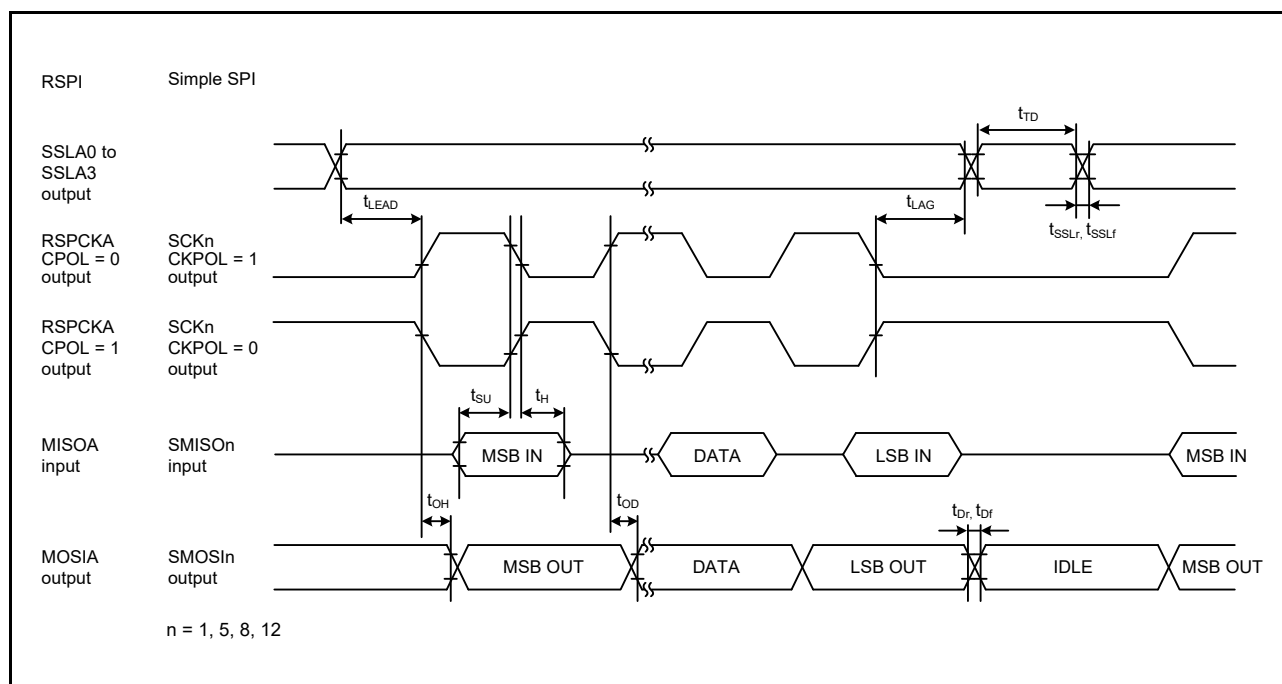 RSPI Simple SPI
SSLA0 to
SSLA3
output
tTD
tLEAD
tLAG
tSSLr, tSSLf
RSPCKA SCKn
CPOL = 0 CKPOL = 1
output output
RSPCKA SCKn
CPOL = 1 CKPOL = 0
output output
tSU tH
MISOA SMISOn
input input
MSB IN DATA LSB IN MSB IN
tOH tOD tDr, tDf
MOSIA SMOSIn
output output
MSB OUT DATA LSB OUT IDLE MSB OUT
n = 1, 5, 8, 12